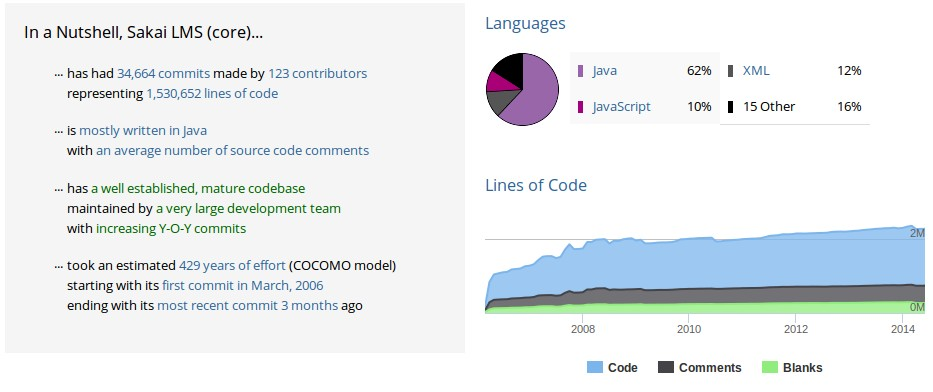 In a Nutshell, Sakai LMS (core)...
... has had 34,664 commits made by 123 contributors
representing 1,530,652 lines of code
... is mostly written in Java
with an average number of source code comments
... has a well established, mature codebase
maintained by a very large development team
with increasing Y-O-Y commits
... took an estimated 429 years of effort (COCOMO model)
starting with its first commit in March, 2006
ending with its most recent commit 3 months ago
Languages
Java 62% XML 12%
JavaScript 10% 15 Other 16%
Lines of Code
2M
0M
2008 2010 2012 2014
Code Comments Blanks